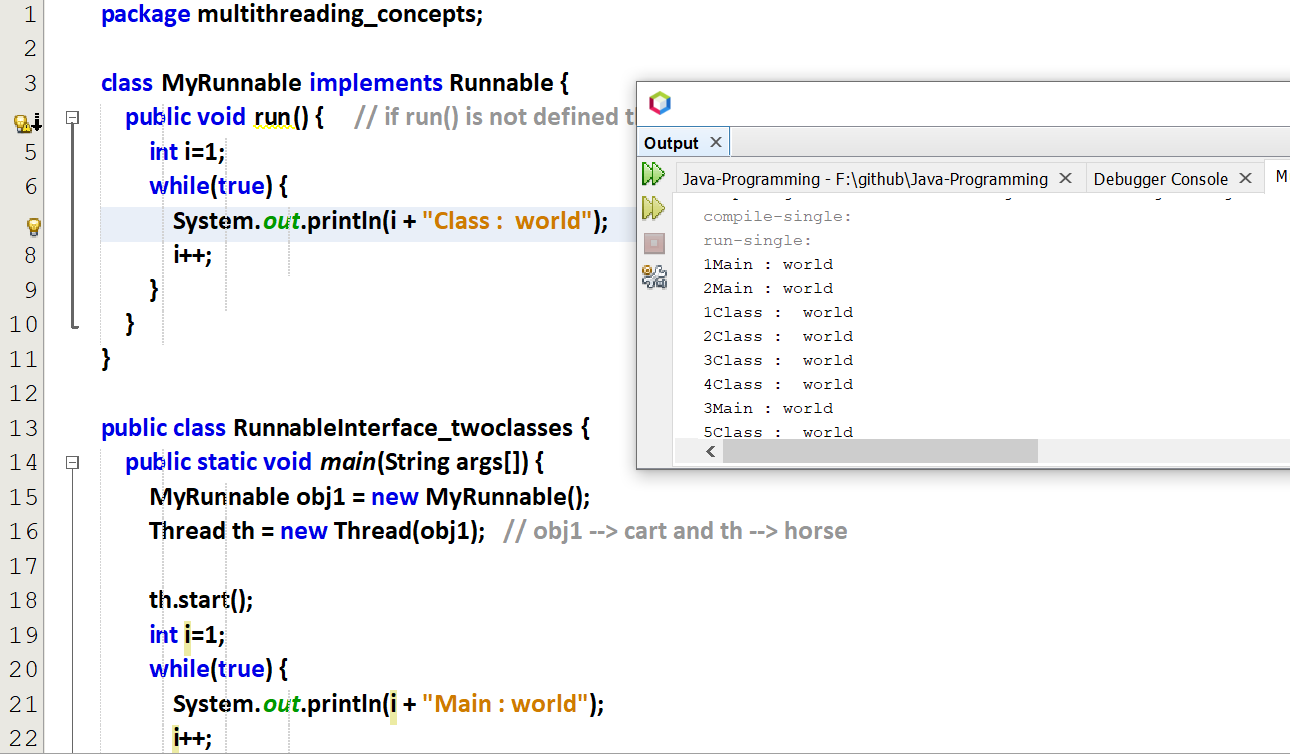 1 package multithreading_concepts;
2
3 class MyRunnable implements Runnable {
public void run() { // if run() is not defined
5 int i=1;
6 while(true) {
System.out.println(i + "Class :  world");
8 i++;
9 }
10 }
11 }
12
13 public class RunnableInterface_twoclasses {
14 public static void main(String args[]) {
15 MyRunnable obj1 = new MyRunnable();
16 Thread th = new Thread(obj1); // obj1 --> cart and th --> horse
17
18 th.start();
19 int i=1;
20 while(true) {
21 System.out.println(i + "Main : world");
22 i++;
Output
Java-Programming - F:\github\Java-Programming
Debugger Console
M
compile-single:
run-single:
1Main : world
2Main : world
1Class :  world
2Class :  world
3Class :  world
4Class :  world
3Main : world
5Class :  world